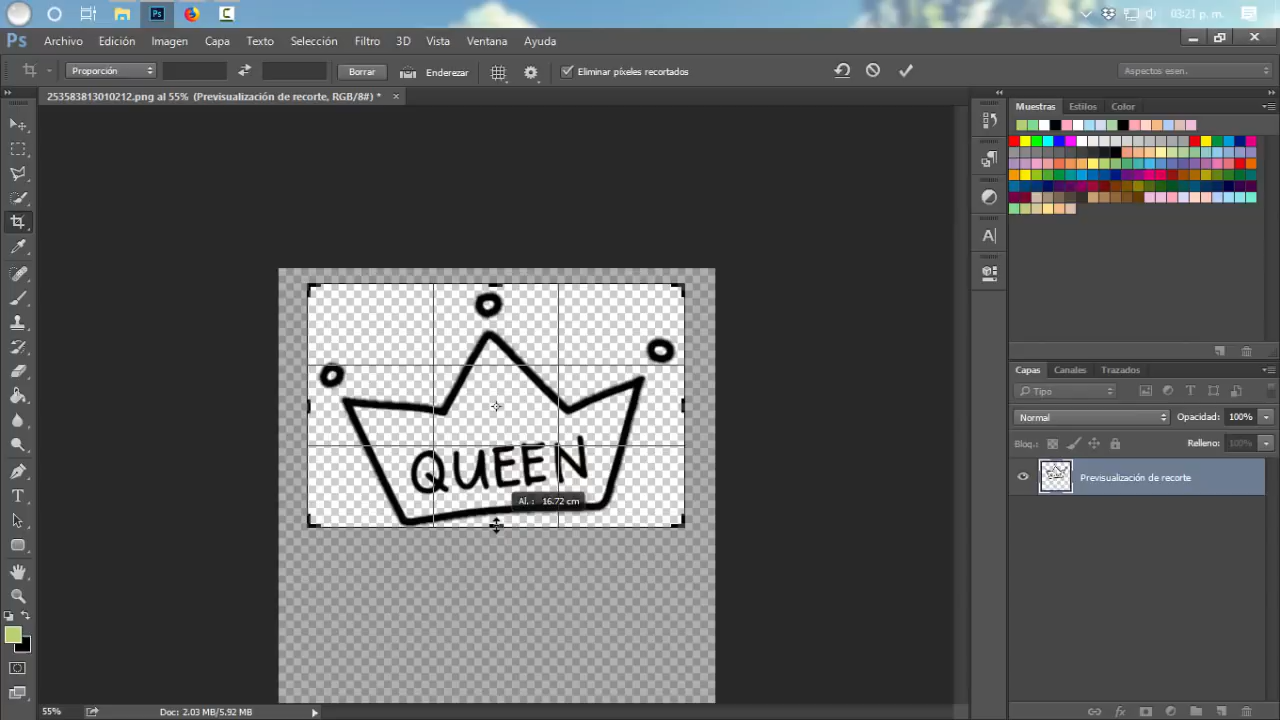 03:21 p. m.
Ps Archivo Edición Imagen Capa Texto Selección Filtro 3D Vista Ventana Ayuda
Proporción Borrar Enderezar Eliminar píxeles recortados Aspectos esen.
253583813010212.png al 55% (Previsualización de recorte, RGB/8#) * ×
Muestras Estilos Color
QUEEN
Al. : 16.72 cm
Capas Canales Trazados
Tipo
Normal Opacidad: 100%
Bloq.: Relleno: 100%
Previsualización de recorte
55% Doc: 2.03 MB/5.92 MB